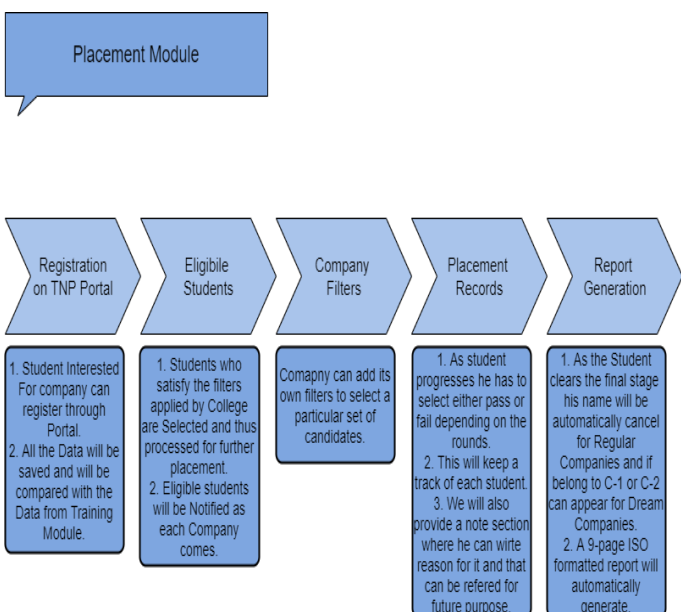 Placement Module
Registration
on TNP Portal
Eligibile
Students
Company
Filters
Placement
Records
Report
Generation
1. Student Interested
For company can
register through
Portal.
2. All the Data will be
saved and will be
compared with the
Data from Training
Module.
1. Students who
satisfy the filters
applied by College
are Selected and thus
processed for further
placement.
2. Eligible students
will be Notified as
each Company
comes.
Comapny can add its
own filters to select a
particular set of
candidates.
1. As student
progresses he has to
select either pass or
fail depending on the
rounds.
2. This will keep a
track of each student.
3. We will also
provide a note section
where he can wirte
reason for it and that
can be refered for
future purpose.
1. As the Student
clears the final stage
his name will be
automatically cancel
for Regular
Companies and if
belong to C-1 or C-2
can appear for Dream
Companies.
2. A 9-page ISO
formatted report will
automatically
generate.